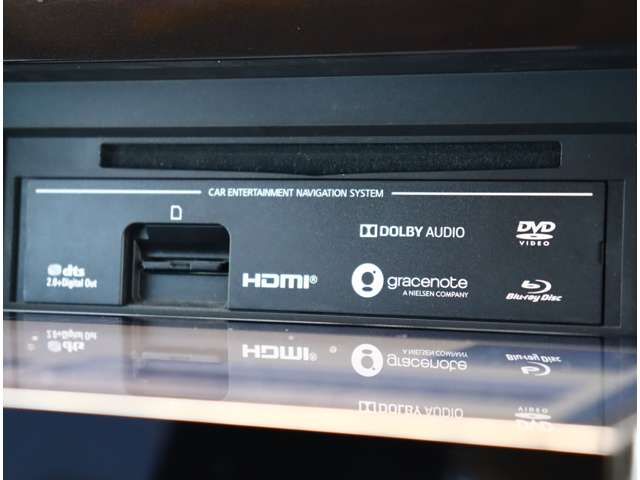 CAR ENTERTAINMENT NAVIGATION SYSTEM
DOLBY AUDIO
DVD
VIDEO
dts
2.0+Digital Out
HDMI®
gracenote
A NIELSEN COMPANY
Blu-ray Disc